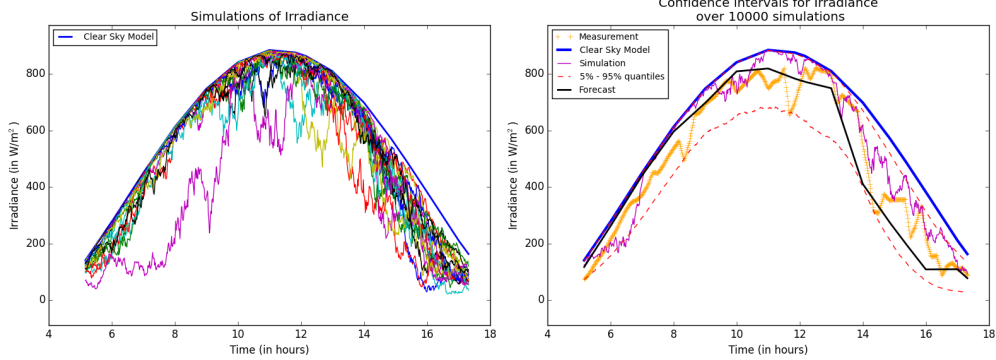 Simulations of Irradiance
Clear Sky Model
Irradiance (in W/m²)
800
600
400
200
0
4 6 8 10 12 14 16 18
Time (in hours)
Confidence Intervals for Irradiance
over 10000 simulations
Measurement
Clear Sky Model
Simulation
5% - 95% quantiles
Forecast
Irradiance (in W/m²)
800
600
400
200
0
4 6 8 10 12 14 16 18
Time (in hours)